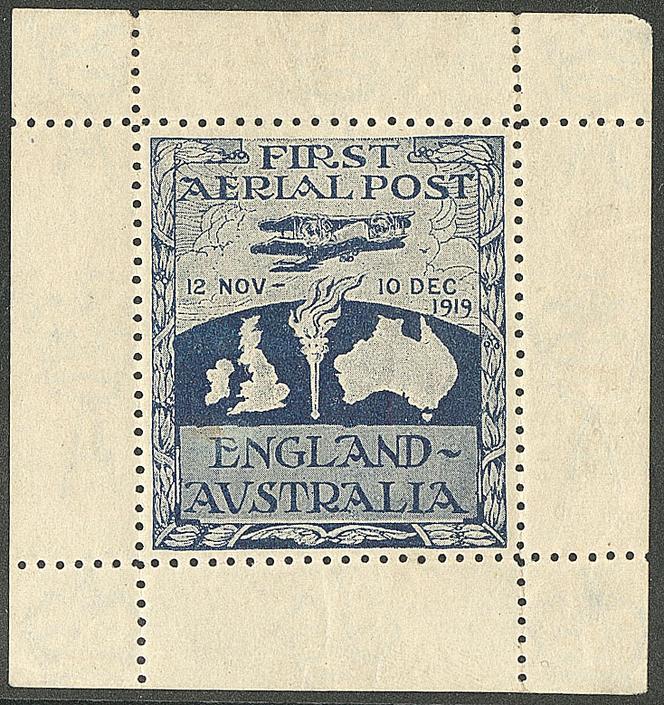 FIRST
AERIAL POST
12 NOV - 10 DEC
1919
ENGLAND ~
AVSTRALIA